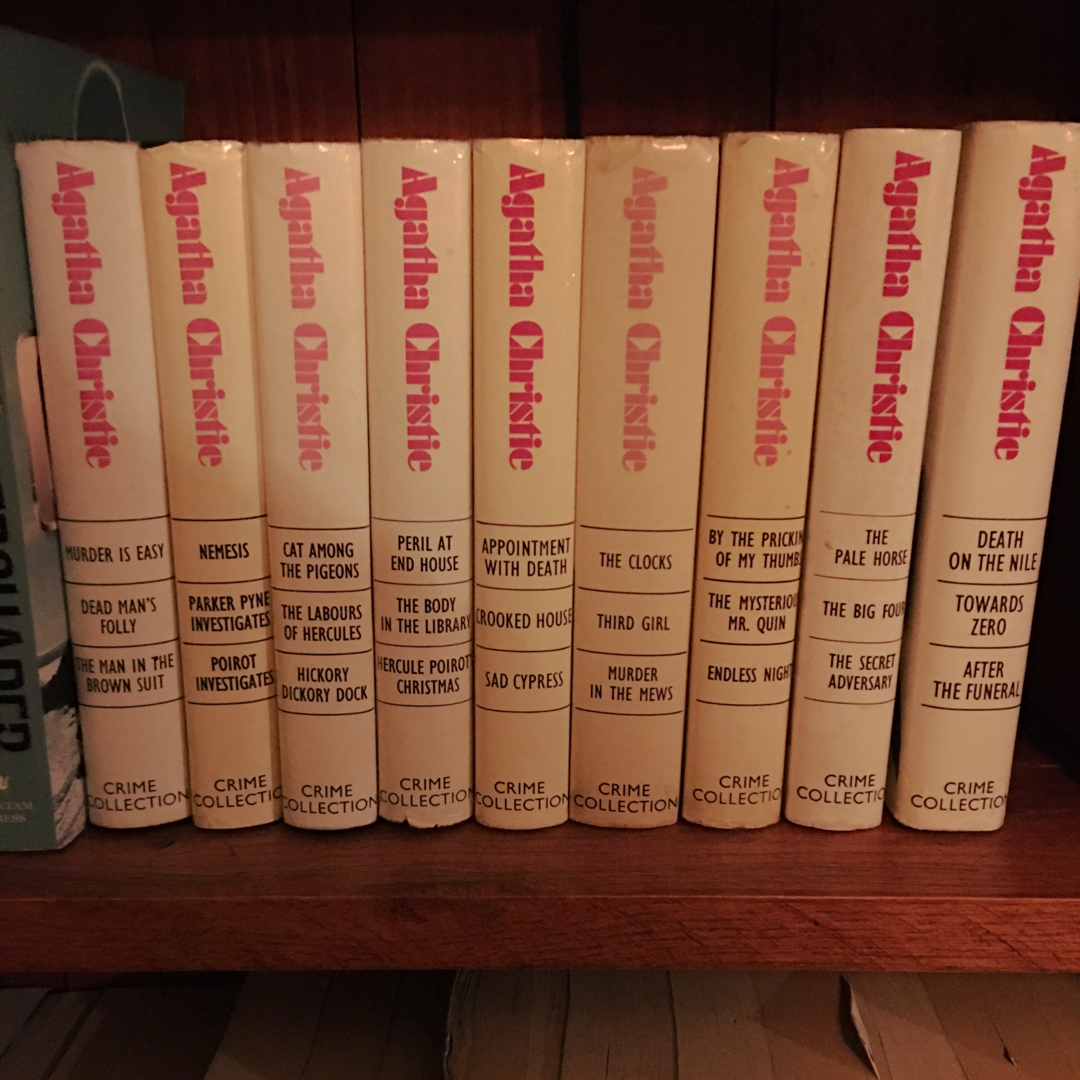 Agatha Christie
MURDER IS EASY
DEAD MAN'S
FOLLY
THE MAN IN THE
BROWN SUIT
CRIME
COLLECTION
Agatha Christie
NEMESIS
PARKER PYNE
INVESTIGATES
POIROT
INVESTIGATES
CRIME
COLLECTIO
Agatha Christie
CAT AMONG
THE PIGEONS
THE LABOURS
OF HERCULES
HICKORY
DICKORY DOCK
CRIME
COLLECTION
Agatha Christie
PERIL AT
END HOUSE
THE BODY
IN THE LIBRARY
HERCULE POIROT'
CHRISTMAS
CRIME
COLLECTION
Agatha Christie
APPOINTMENT
WITH DEATH
CROOKED HOUSE
SAD CYPRESS
CRIME
COLLECTION
Agatha Christie
THE CLOCKS
THIRD GIRL
MURDER
IN THE MEWS
CRIME
COLLECTION
Agatha Christie
BY THE PRICKIN
OF MY THUMB
THE MYSTERIOU
MR. QUIN
ENDLESS NIGHT
CRIME
COLLECTIO
Agatha Christie
THE
PALE HORSE
THE BIG FOUR
THE SECRET
ADVERSARY
CRIME
COLLECTIO
Agatha Christie
DEATH
ON THE NILE
TOWARDS
ZERO
AFTER
THE FUNERAL
CRIME
COLLECTION